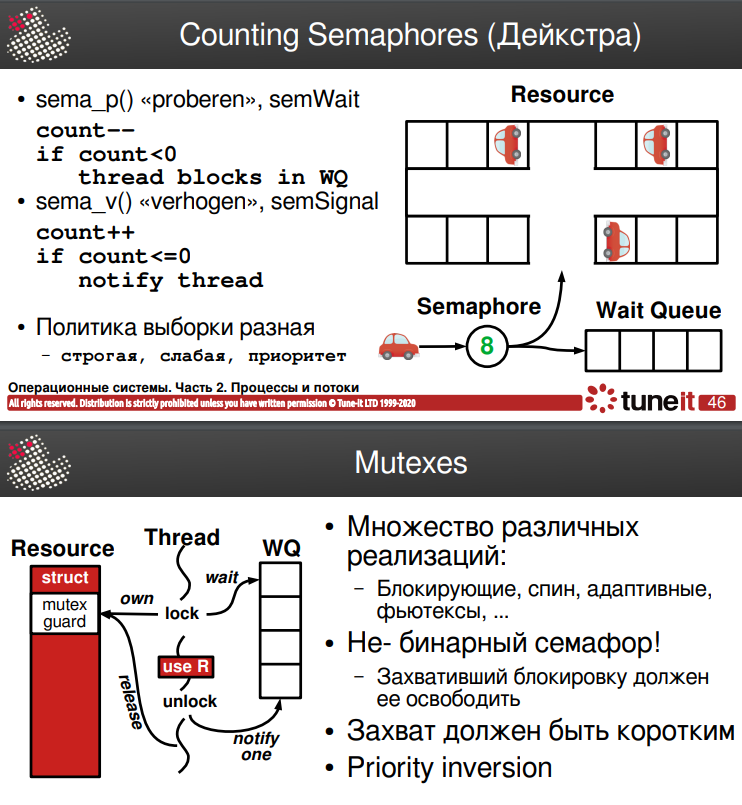 Counting Semaphores (Дейкстра)
• sema_p() «proberen», semWait
count--
if count<0
thread blocks in WQ
• sema_v() «verhogen», semSignal
count++
if count<=0
notify thread
• Политика выборки разная
– строгая, слабая, приоритет
Resource
Semaphore
8
Wait Queue
Операционные системы. Часть 2. Процессы и потоки
All rights reserved. Distribution is strictly prohibited unless you have written permission © Tune-it LTD 1999-2020
tuneit 46
Mutexes
Resource
struct
mutex
guard
Thread
WQ
own
lock
wait
use R
unlock
release
notify
one
• Множество различных
реализаций:
– Блокирующие, спин, адаптивные,
фьютексы, ...
• Не- бинарный семафор!
– Захвативший блокировку должен
ее освободить
• Захват должен быть коротким
• Priority inversion